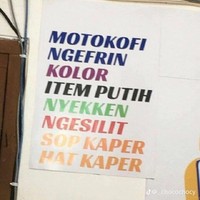 MOTOKOFI
NGEFRIN
KOLOR
ITEM PUTIH
NYEKKEN
NGESILIT
SOP KAPER
HAT KAPER